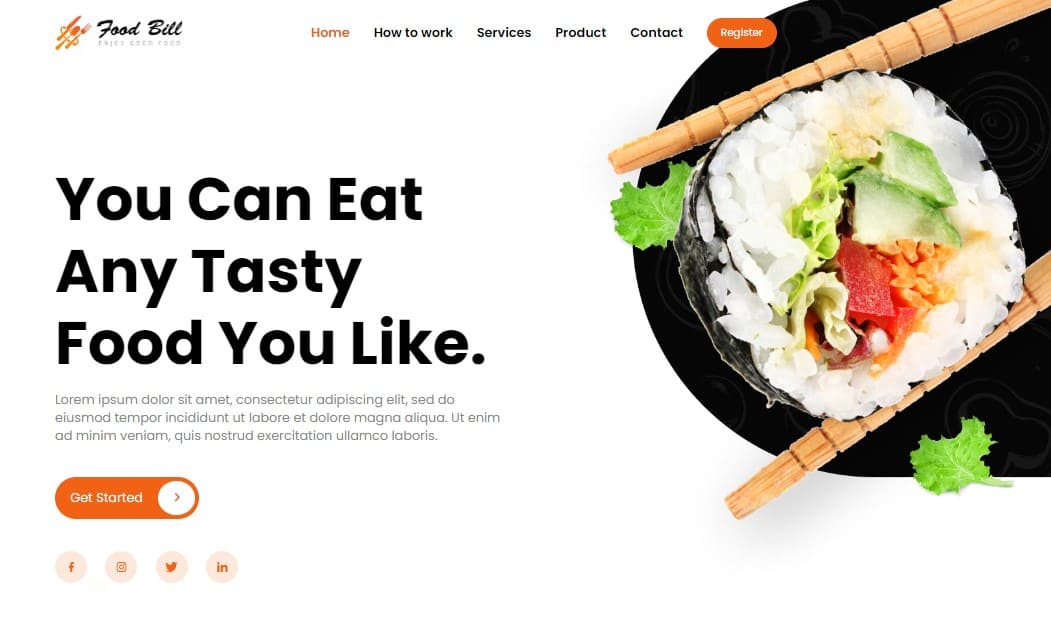 Food Bill
ENJOY GOOD FOOD
Home How to work Services Product Contact Register
You Can Eat
Any Tasty
Food You Like.
Lorem ipsum dolor sit amet, consectetur adipiscing elit, sed do
eiusmod tempor incididunt ut labore et dolore magna aliqua. Ut enim
ad minim veniam, quis nostrud exercitation ullamco laboris.
Get Started